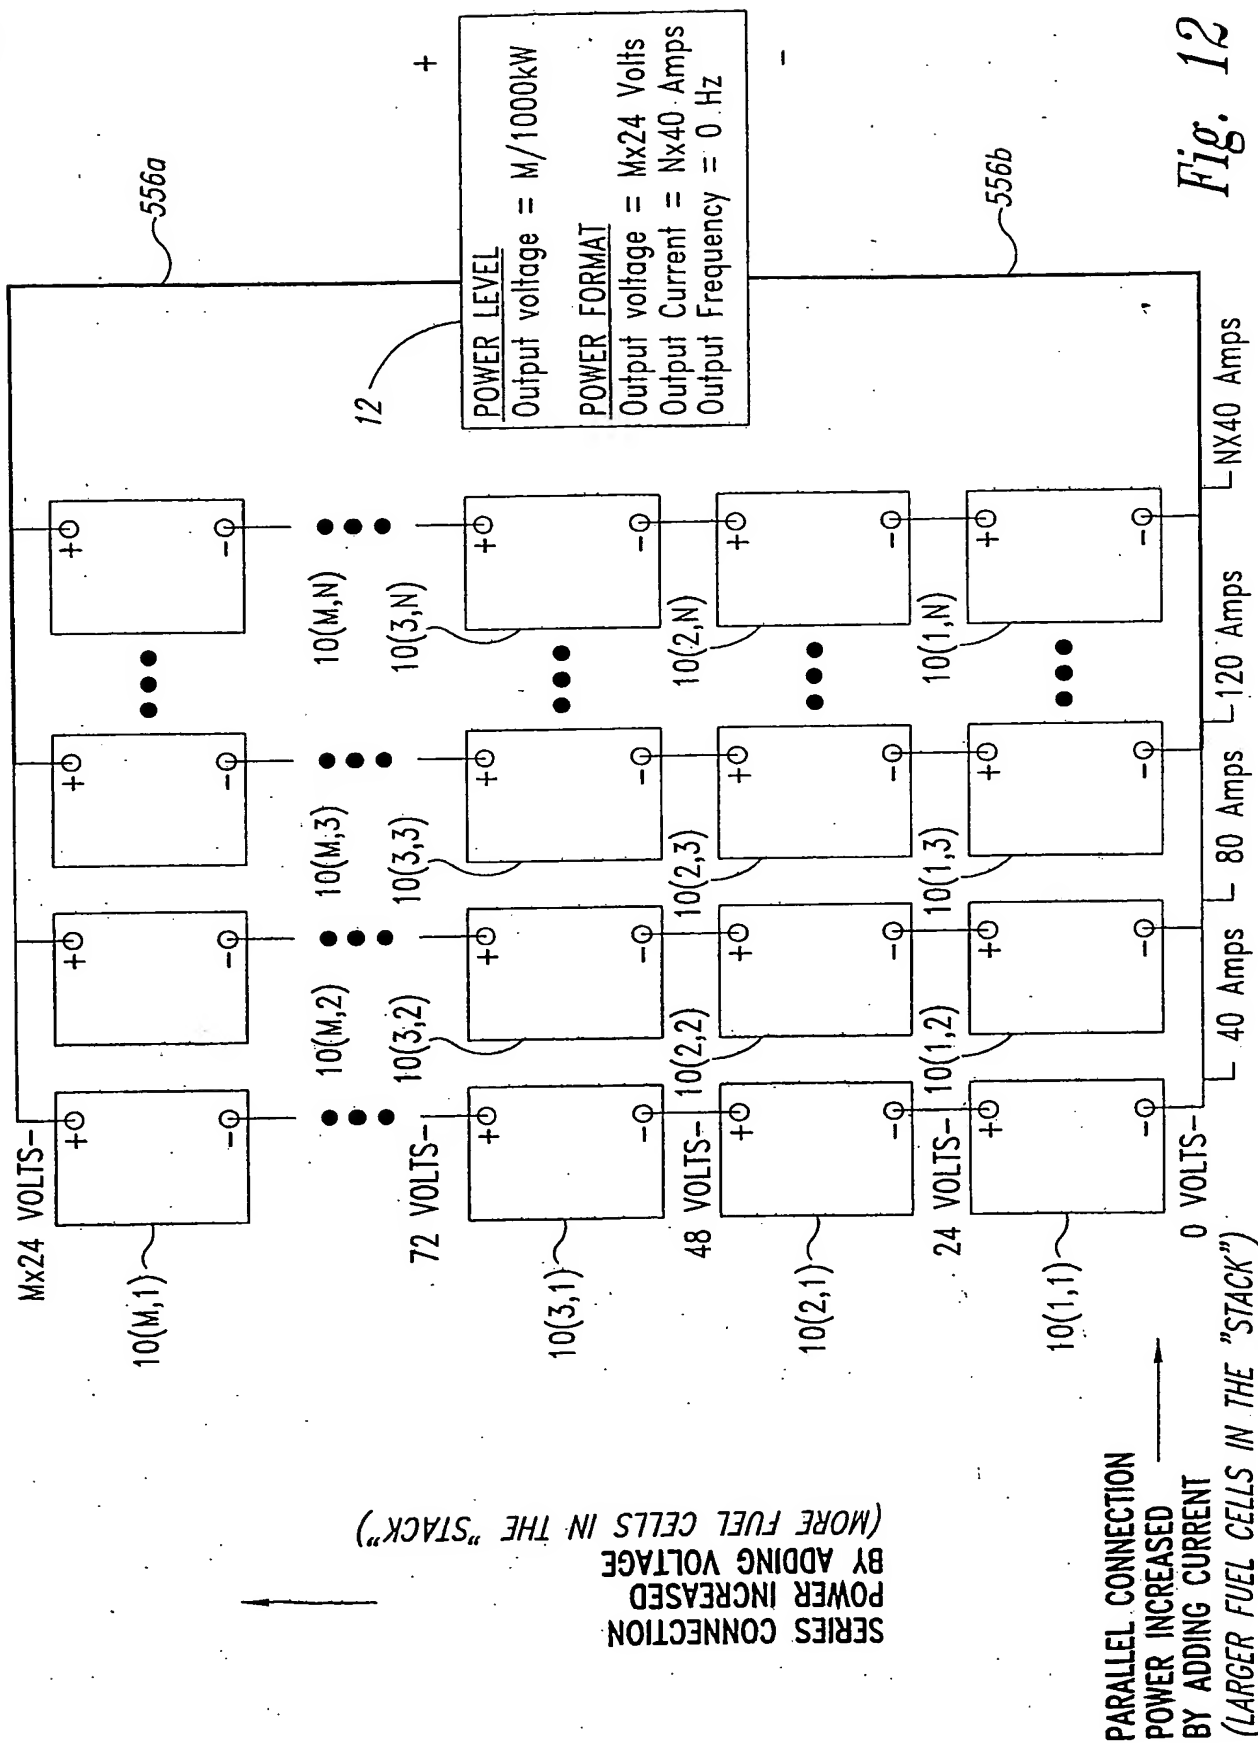 SERIES CONNECTION
POWER INCREASED
BY ADDING VOLTAGE
(MORE FUEL CELLS IN THE "STACK")
PARALLEL CONNECTION
POWER INCREASED
BY ADDING CURRENT
(LARGER FUEL CELLS IN THE "STACK")
Mx24 VOLTS-
72 VOLTS-
48 VOLTS-
24 VOLTS-
0 VOLTS-
10(M,1)
10(3,1)
10(2,1)
10(1,1)
+
-
+
-
+
-
+
-
10(M,2)
10(3,2)
10(2,2)
10(1,2)
+
-
+
-
+
-
+
-
10(M,3)
10(3,3)
10(2,3)
10(1,3)
+
-
+
-
+
-
+
-
10(M,N)
10(3,N)
10(2,N)
10(1,N)
+
-
+
-
+
-
+
-
40 Amps
80 Amps
120 Amps
NX40 Amps
12
POWER LEVEL
Output voltage = M/1000kW
POWER FORMAT
Output voltage = Mx24 Volts
Output Current = Nx40 Amps
Output Frequency = 0 Hz
+
-
556a
556b
Fig. 12